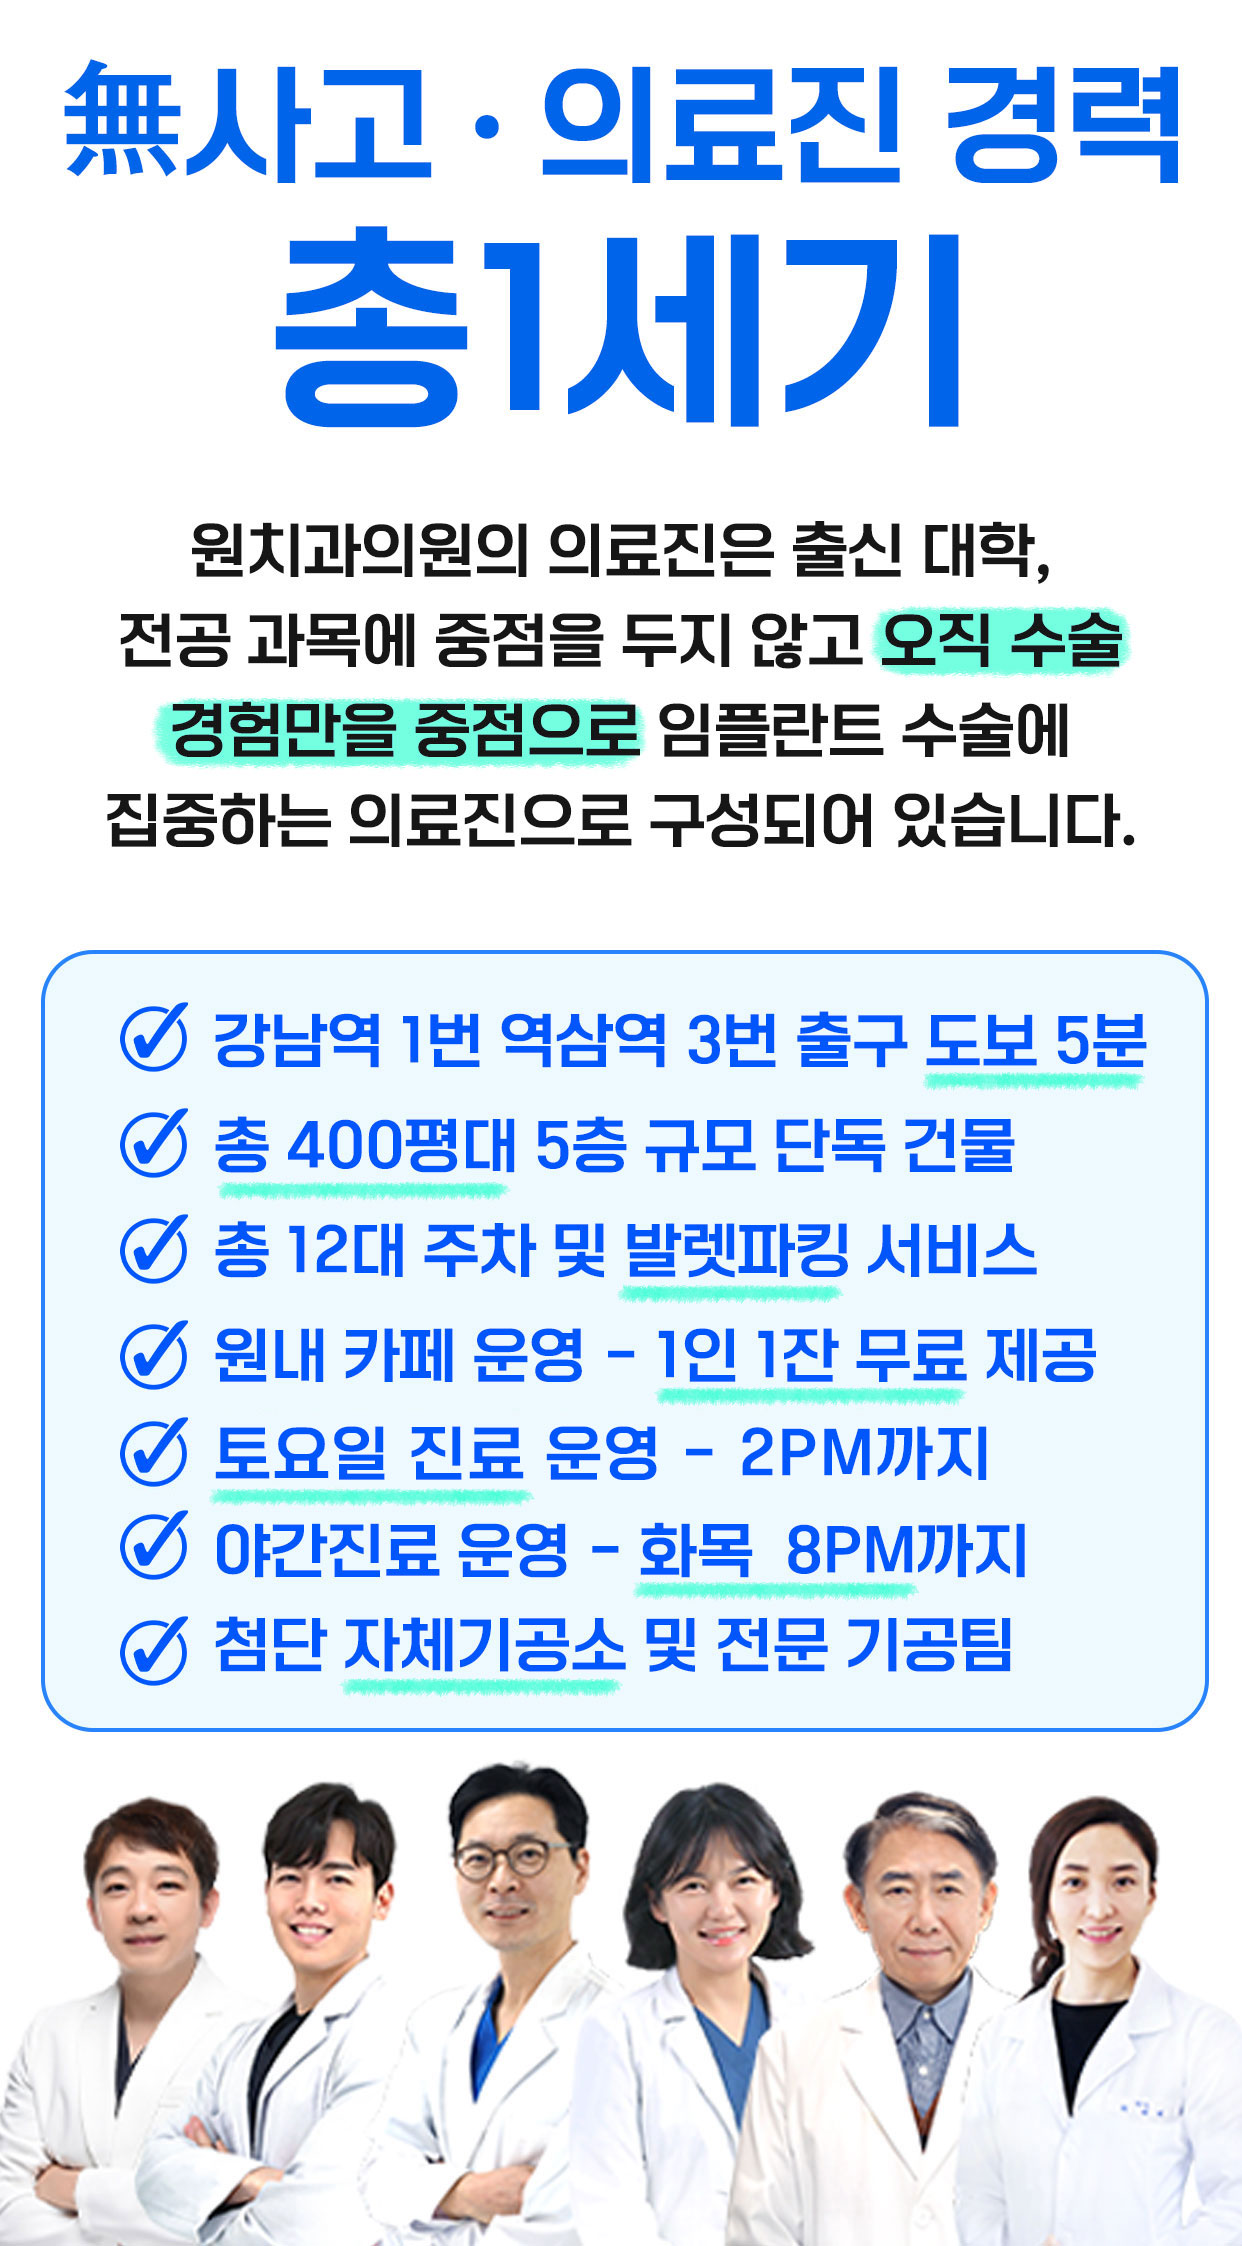 無사고 · 의료진 경력
총1세기
원치과의원의 의료진은 출신 대학,
전공 과목에 중점을 두지 않고 오직 수술
경험만을 중점으로 임플란트 수술에
집중하는 의료진으로 구성되어 있습니다.
강남역 1번 역삼역 3번 출구 도보 5분
총 400평대 5층 규모 단독 건물
총 12대 주차 및 발렛파킹 서비스
원내 카페 운영 - 1인 1잔 무료 제공
토요일 진료 운영 - 2PM까지
야간진료 운영 - 화목 8PM까지
첨단 자체기공소 및 전문 기공팀